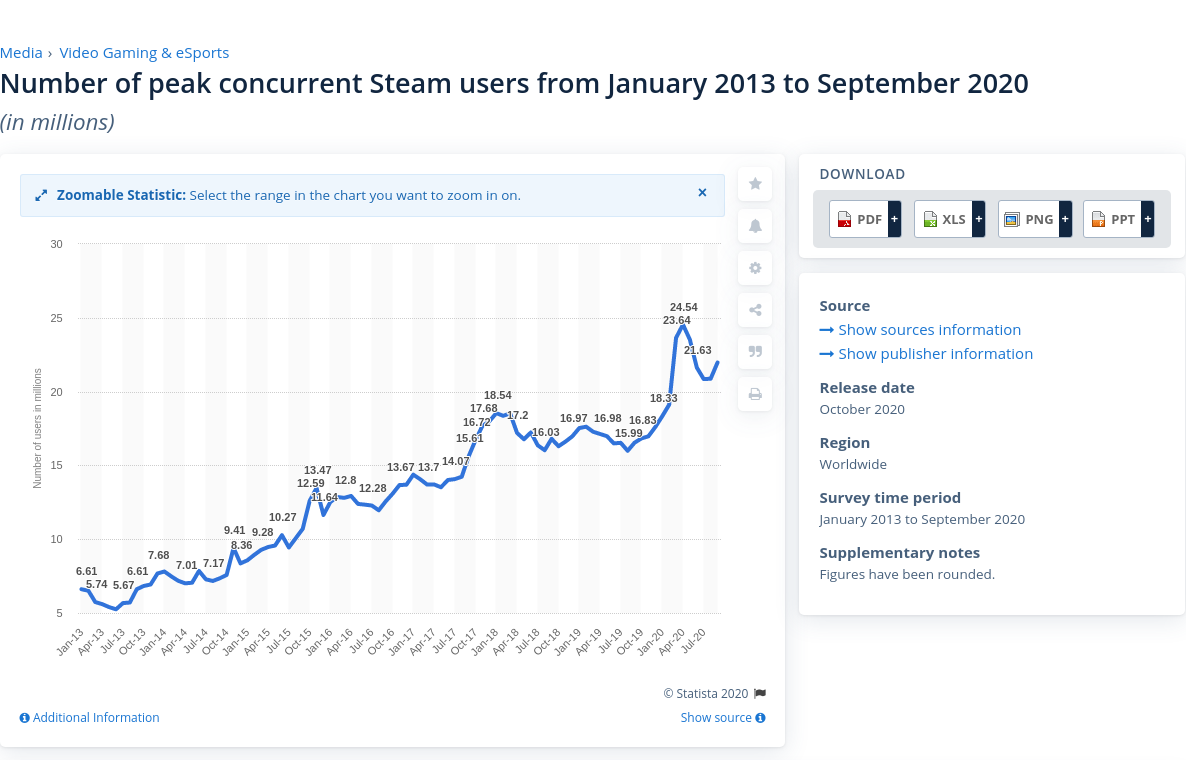 Media › Video Gaming & eSports
Number of peak concurrent Steam users from January 2013 to September 2020
(in millions)
Zoomable Statistic: Select the range in the chart you want to zoom in on. ×
30
25
20
15
10
5
Number of users in millions
6.61
5.74
5.67
6.61
7.68
7.01
7.17
9.41
8.36
9.28
10.27
12.59
13.47
11.64
12.8
12.28
13.67
13.7
14.07
15.61
16.72
17.68
18.54
17.2
16.03
16.97
16.98
15.99
16.83
18.33
23.64
24.54
21.63
Jan-13
Apr-13
Jul-13
Oct-13
Jan-14
Apr-14
Jul-14
Oct-14
Jan-15
Apr-15
Jul-15
Oct-15
Jan-16
Apr-16
Jul-16
Oct-16
Jan-17
Apr-17
Jul-17
Oct-17
Jan-18
Apr-18
Jul-18
Oct-18
Jan-19
Apr-19
Jul-19
Oct-19
Jan-20
Apr-20
Jul-20
© Statista 2020
Additional Information
Show source
DOWNLOAD
PDF + XLS + PNG + PPT +
Source
Show sources information
Show publisher information
Release date
October 2020
Region
Worldwide
Survey time period
January 2013 to September 2020
Supplementary notes
Figures have been rounded.